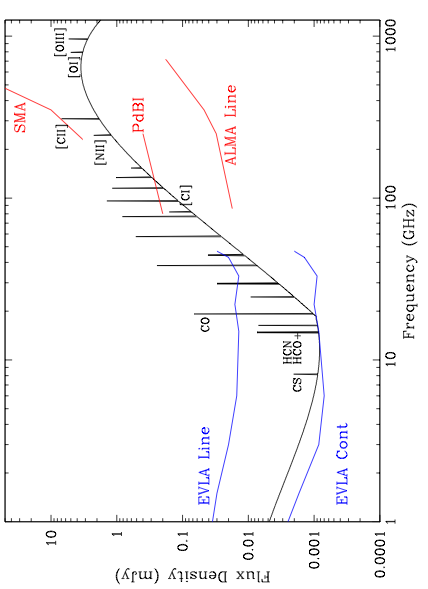 Flux Density (mJy)
10
1
0.1
0.01
0.001
0.0001
1
10
100
1000
Frequency (GHz)
SMA
[CII]
[OIII]
[OI]
[NII]
PdBI
[CI]
ALMA Line
CO
HCN
HCO+
CS
EVLA Line
EVLA Cont